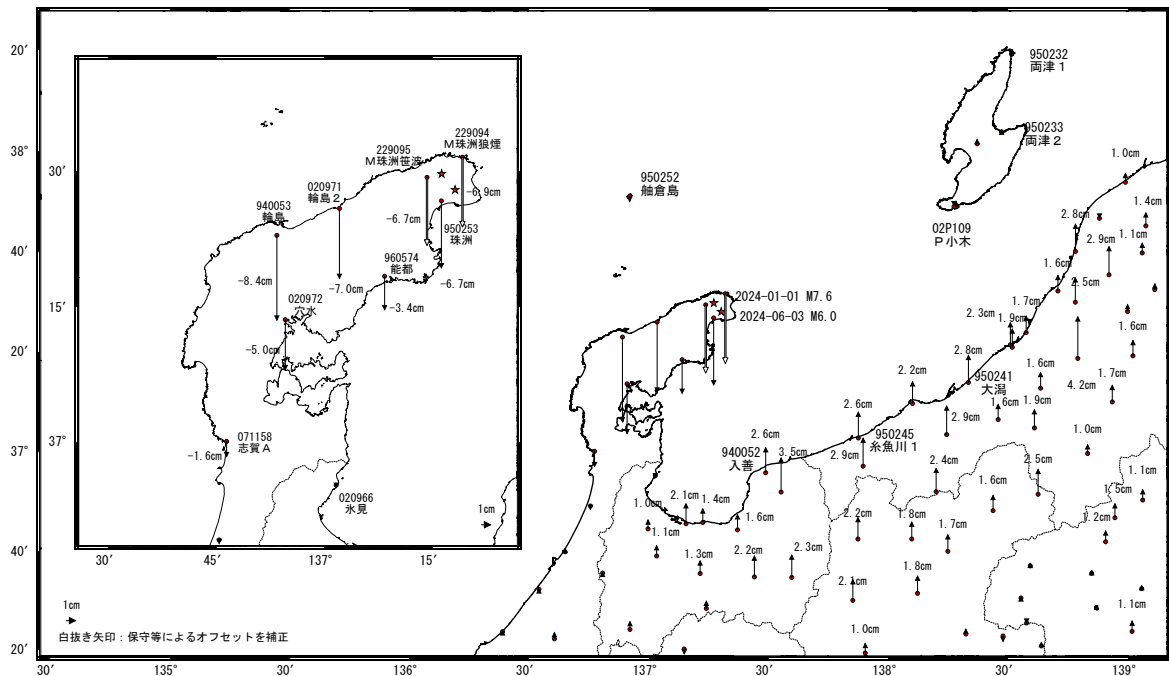 20′
38°
40′
20′
37°
40′
20′
30′
135°
30′
136°
30′
137°
30′
138°
30′
139°
30′
15′
37°
30′
45′
137°
15′
229094
M珠洲狼煙
229095
M珠洲笹波
020971
輪島２
940053
輪島
-6.9cm
-6.7cm
950253
珠洲
960574
能都
-6.7cm
-8.4cm
-7.0cm
-3.4cm
020972
穴水
-5.0cm
071158
志賀A
-1.6cm
020966
氷見
1cm
1cm
白抜き矢印：保守等によるオフセットを補正
950232
両津１
950233
両津２
950252
舳倉島
02P109
P小木
2024-01-01 M7.6
2024-06-03 M6.0
1.0cm
1.4cm
2.8cm
2.9cm
1.1cm
1.6cm
2.5cm
1.7cm
2.3cm
1.9cm
1.6cm
2.8cm
1.6cm
4.2cm
1.7cm
2.2cm
950241
大潟
1.6cm
1.9cm
2.6cm
2.9cm
950245
糸魚川１
1.0cm
2.6cm
940052
入善
3.5cm
2.9cm
2.4cm
1.6cm
2.5cm
1.1cm
1.5cm
1.0cm
2.1cm
1.4cm
1.6cm
2.2cm
1.8cm
1.7cm
1.2cm
1.1cm
1.3cm
2.2cm
2.3cm
2.1cm
1.8cm
1.1cm
1.0cm